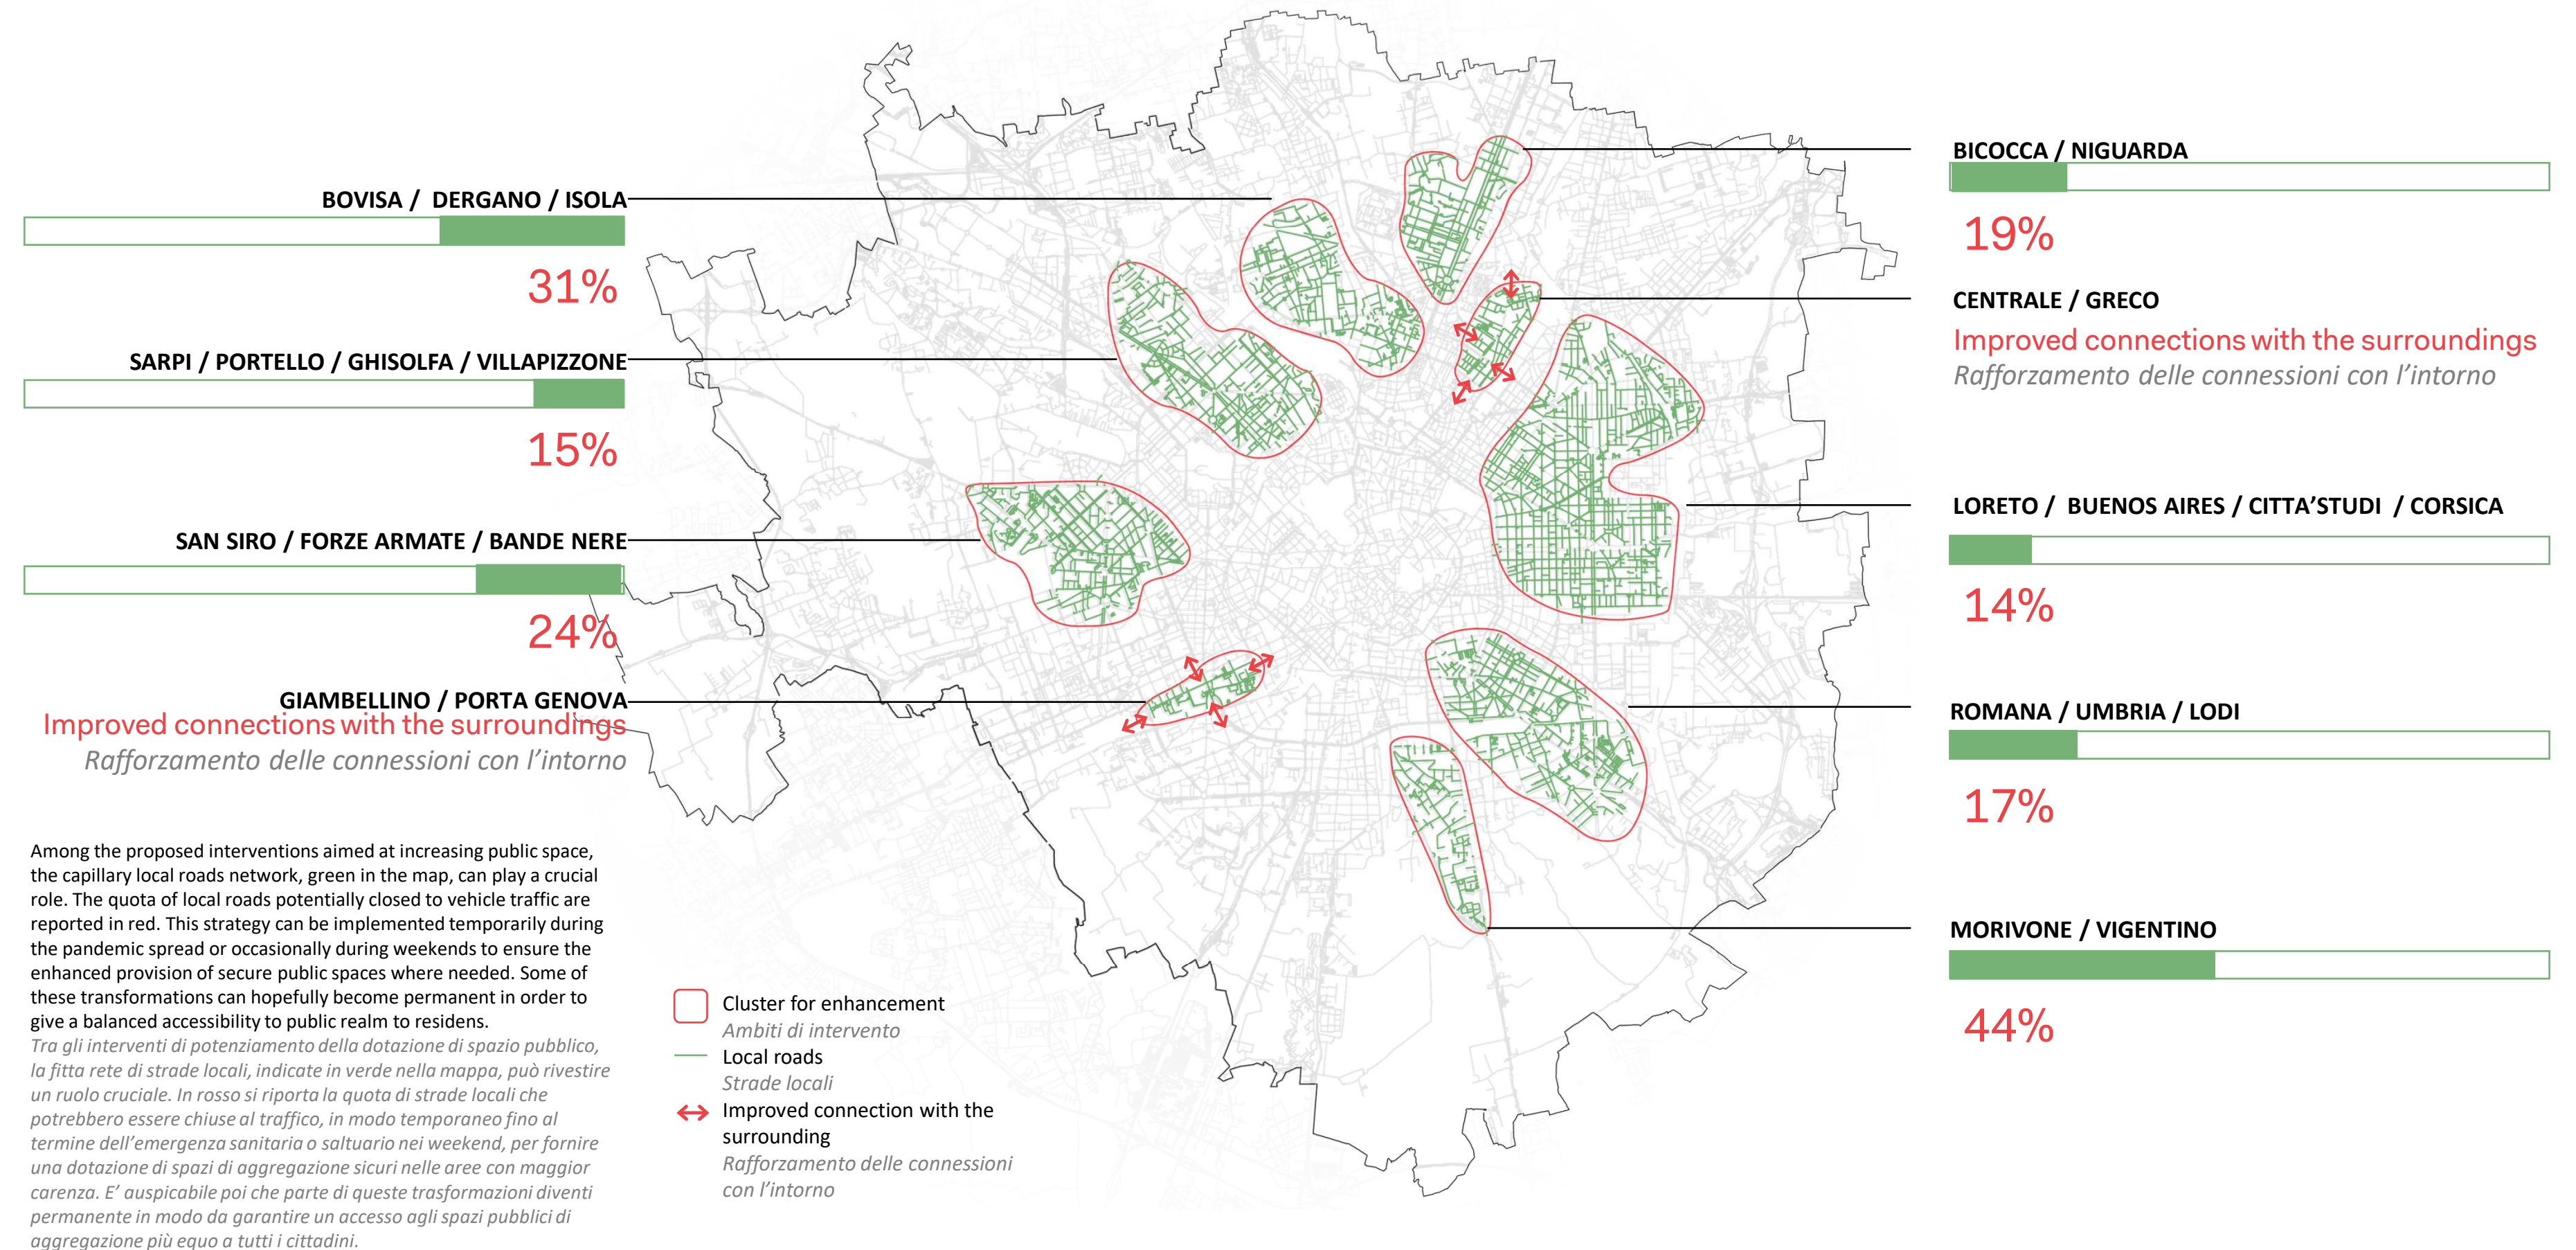 BOVISA / DERGANO / ISOLA
31%
SARPI / PORTELLO / GHISOLFA / VILLAPIZZONE
15%
SAN SIRO / FORZE ARMATE / BANDE NERE
24%
GIAMBELLINO / PORTA GENOVA
Improved connections with the surroundings
Rafforzamento delle connessioni con l’intorno
Among the proposed interventions aimed at increasing public space,
the capillary local roads network, green in the map, can play a crucial
role. The quota of local roads potentially closed to vehicle traffic are
reported in red. This strategy can be implemented temporarily during
the pandemic spread or occasionally during weekends to ensure the
enhanced provision of secure public spaces where needed. Some of
these transformations can hopefully become permanent in order to
give a balanced accessibility to public realm to residens.
Tra gli interventi di potenziamento della dotazione di spazio pubblico,
la fitta rete di strade locali, indicate in verde nella mappa, può rivestire
un ruolo cruciale. In rosso si riporta la quota di strade locali che
potrebbero essere chiuse al traffico, in modo temporaneo fino al
termine dell’emergenza sanitaria o saltuario nei weekend, per fornire
una dotazione di spazi di aggregazione sicuri nelle aree con maggior
carenza. E’ auspicabile poi che parte di queste trasformazioni diventi
permanente in modo da garantire un accesso agli spazi pubblici di
aggregazione più equo a tutti i cittadini.
Cluster for enhancement
Ambiti di intervento
Local roads
Strade locali
Improved connection with the
surrounding
Rafforzamento delle connessioni
con l’intorno
BICOCCA / NIGUARDA
19%
CENTRALE / GRECO
Improved connections with the surroundings
Rafforzamento delle connessioni con l’intorno
LORETO / BUENOS AIRES / CITTA’STUDI / CORSICA
14%
ROMANA / UMBRIA / LODI
17%
MORIVONE / VIGENTINO
44%